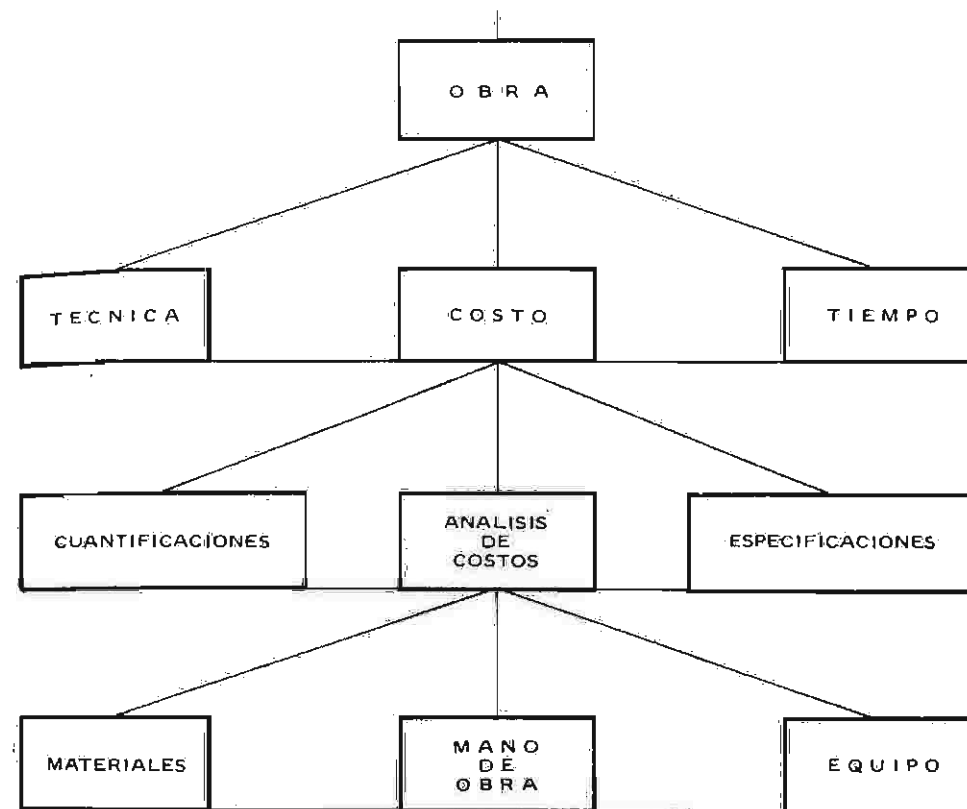 OBRA
TECNICA
COSTO
TIEMPO
CUANTIFICACIONES
ANALISIS
DE
COSTOS
ESPECIFICACIONES
MATERIALES
MANO
DE
OBRA
EQUIPO